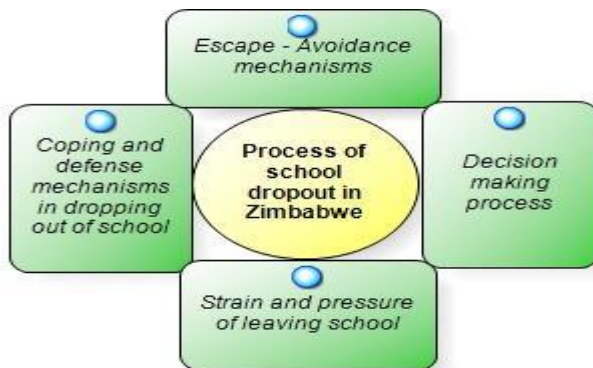 Escape - Avoidance
mechanisms
Coping and
defense
mechanisms
in dropping
out of school
Process of
school
dropout in
Zimbabwe
Decision
making
process
Strain and pressure
of leaving school